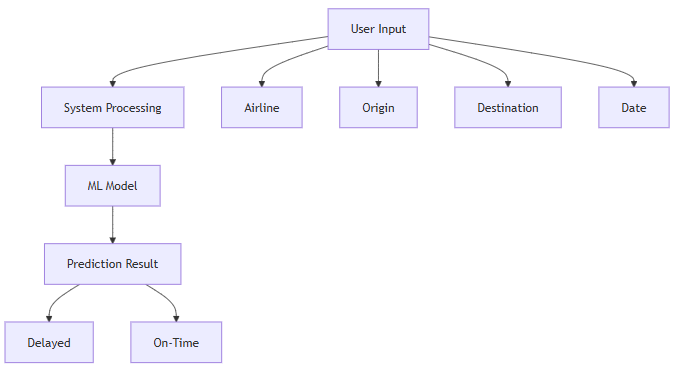 User Input
System Processing
Airline
Origin
Destination
Date
ML Model
Prediction Result
Delayed
On-Time